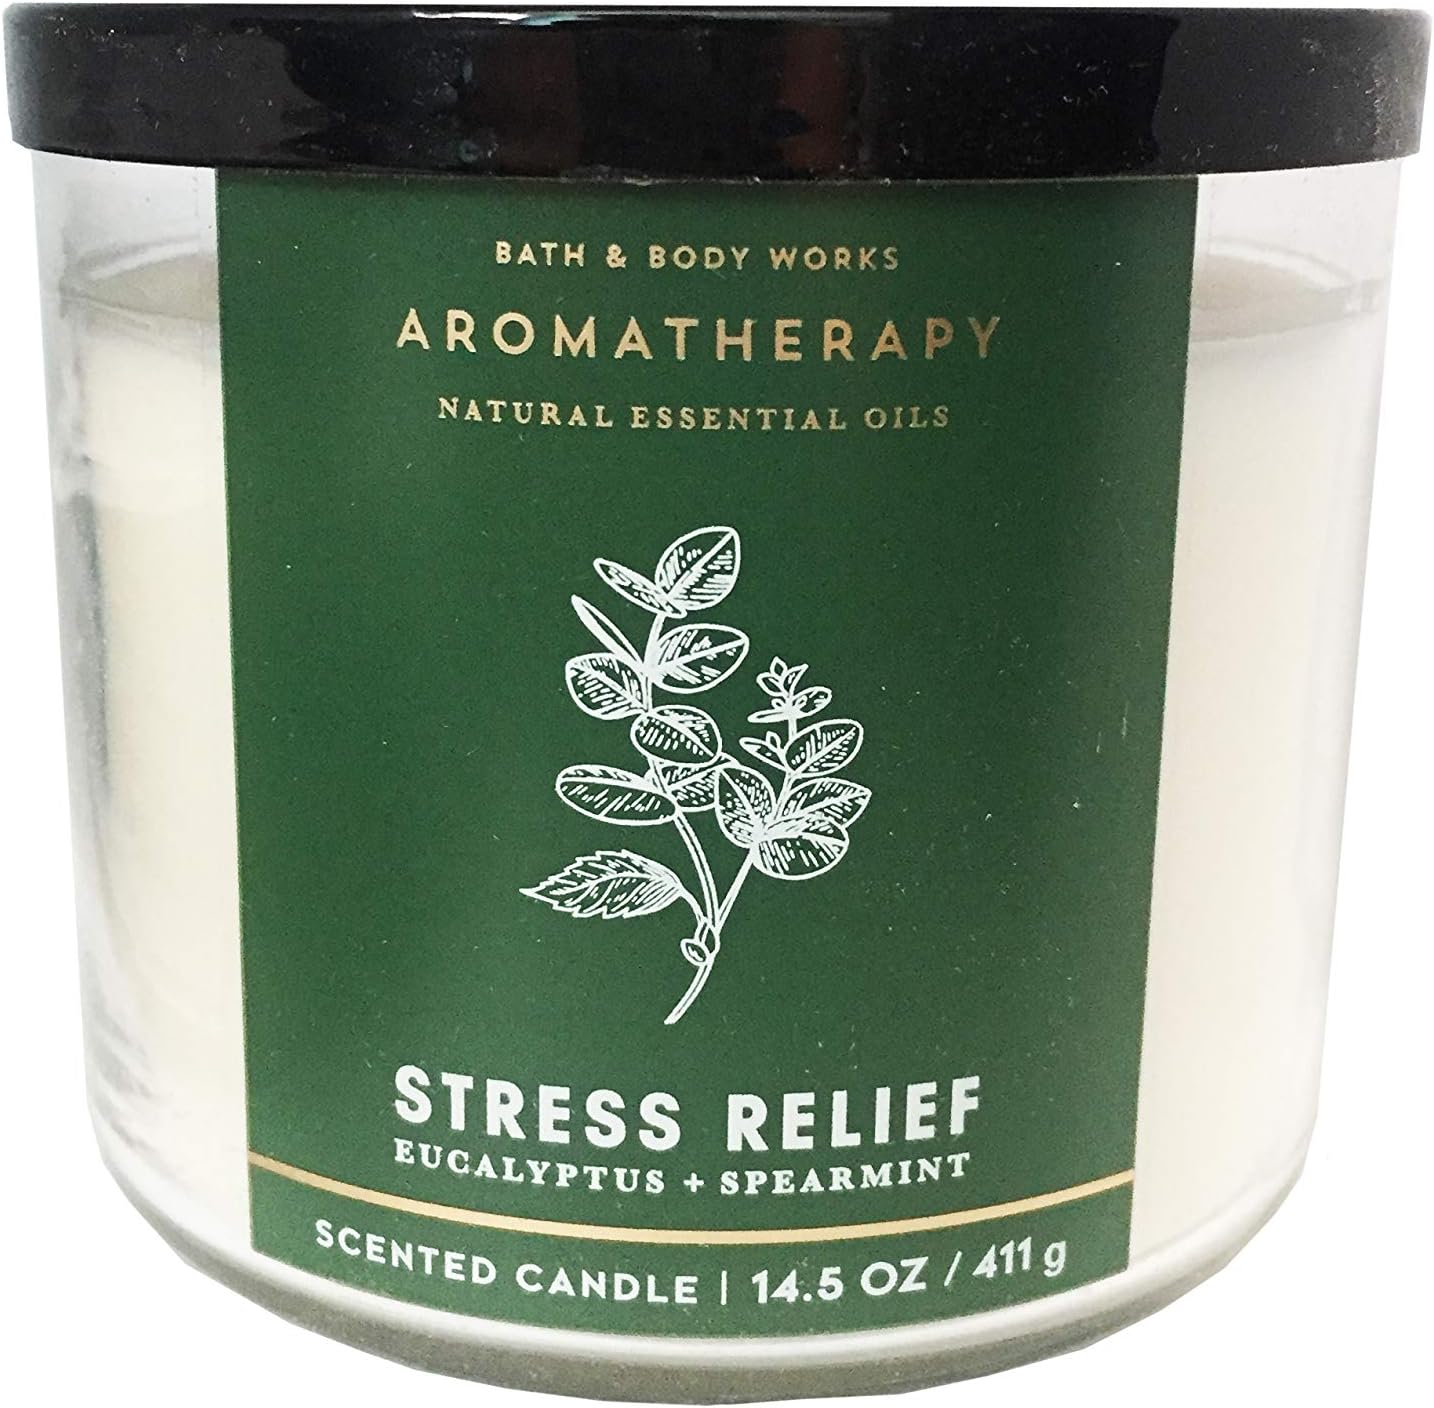 BATH & BODY WORKS
AROMATHERAPY
NATURAL ESSENTIAL OILS
STRESS RELIEF
EUCALYPTUS + SPEARMINT
SCENTED CANDLE | 14.5 OZ / 411 g